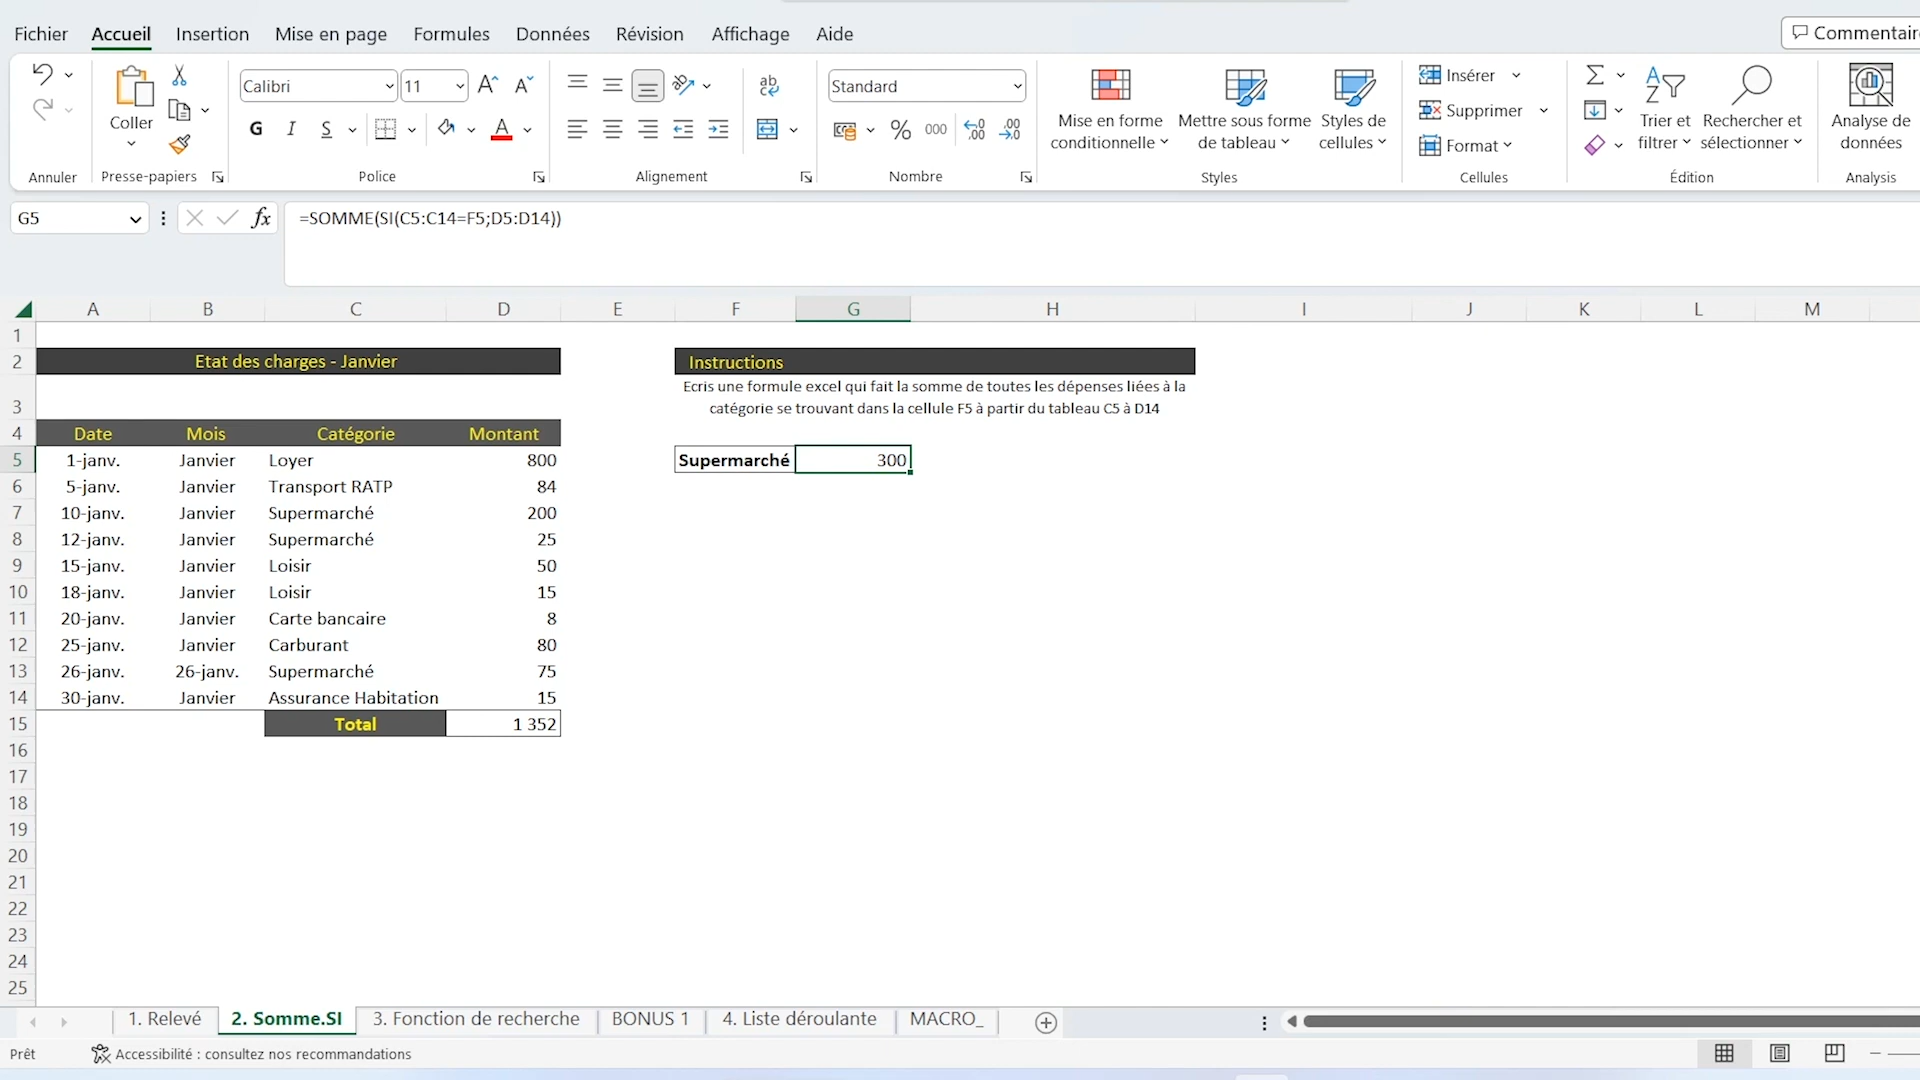 Fichier Accueil Insertion Mise en page Formules Données Révision Affichage Aide
Commentair
Coller
Calibri 11
G I S
A
ab
Standard
% 000
Mise en forme conditionnelle
Mettre sous forme de tableau
Styles de cellules
Insérer
Supprimer
Format
Trier et filtrer
Rechercher et sélectionner
Analyse de données
Annuler Presse-papiers Police Alignement Nombre Styles Cellules Édition Analysis
G5 fx =SOMME(SI(C5:C14=F5;D5:D14))
A B C D E F G H I J K L M
1
2 Etat des charges - Janvier Instructions
Ecris une formule excel qui fait la somme de toutes les dépenses liées à la
3 catégorie se trouvant dans la cellule F5 à partir du tableau C5 à D14
4 Date Mois Catégorie Montant
5 1-janv. Janvier Loyer 800 Supermarché 300
6 5-janv. Janvier Transport RATP 84
7 10-janv. Janvier Supermarché 200
8 12-janv. Janvier Supermarché 25
9 15-janv. Janvier Loisir 50
10 18-janv. Janvier Loisir 15
11 20-janv. Janvier Carte bancaire 8
12 25-janv. Janvier Carburant 80
13 26-janv. 26-janv. Supermarché 75
14 30-janv. Janvier Assurance Habitation 15
15 Total 1 352
16
17
18
19
20
21
22
23
24
25
1. Relevé 2. Somme.SI 3. Fonction de recherche BONUS 1 4. Liste déroulante MACRO_
Prêt Accessibilité : consultez nos recommandations